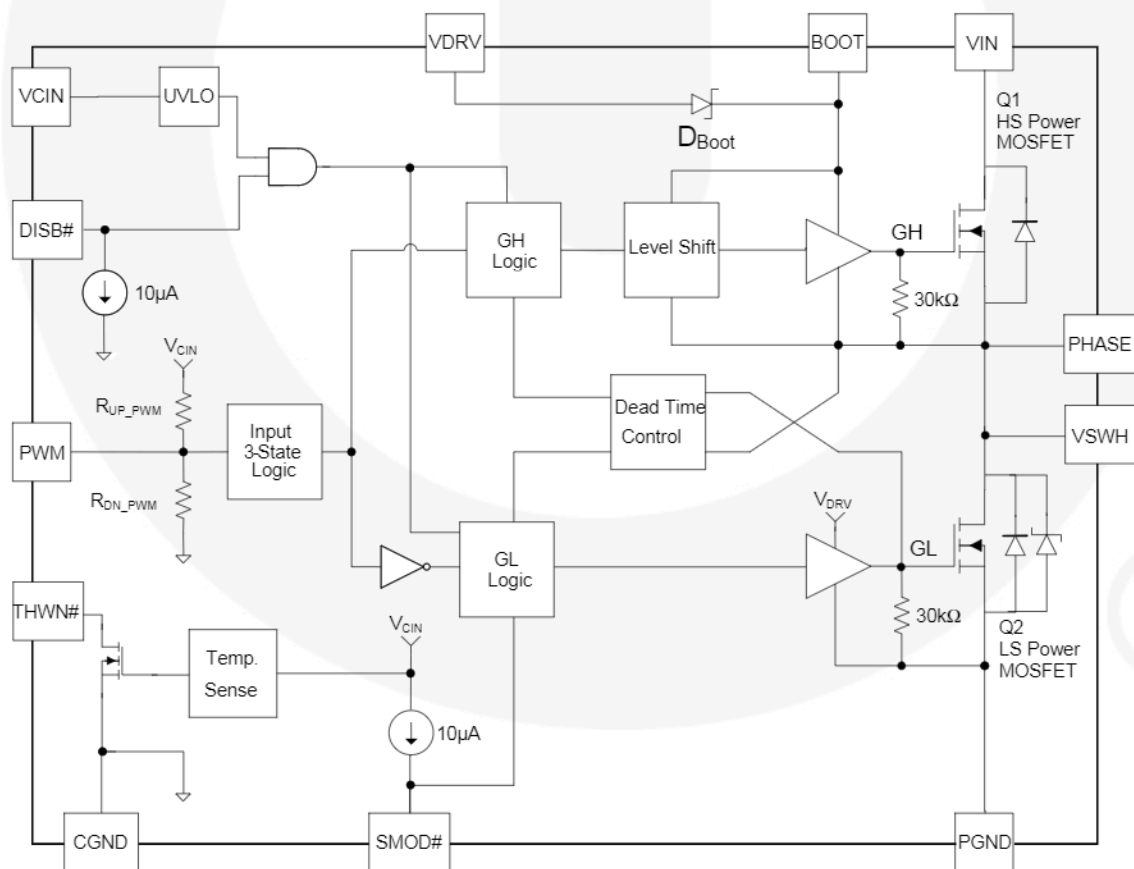 VDRV
BOOT
VIN
VCIN
UVLO
Q1
HS Power
MOSFET
DBoot
DISB#
GH
Logic
Level Shift
GH
10µA
30kΩ
VCIN
PHASE
RUP_PWM
Dead Time
Control
Input
3-State
Logic
PWM
VSWH
RDN_PWM
VDRV
GL
Logic
GL
THWN#
30kΩ
VCIN
Q2
LS Power
MOSFET
Temp.
Sense
10µA
CGND
SMOD#
PGND